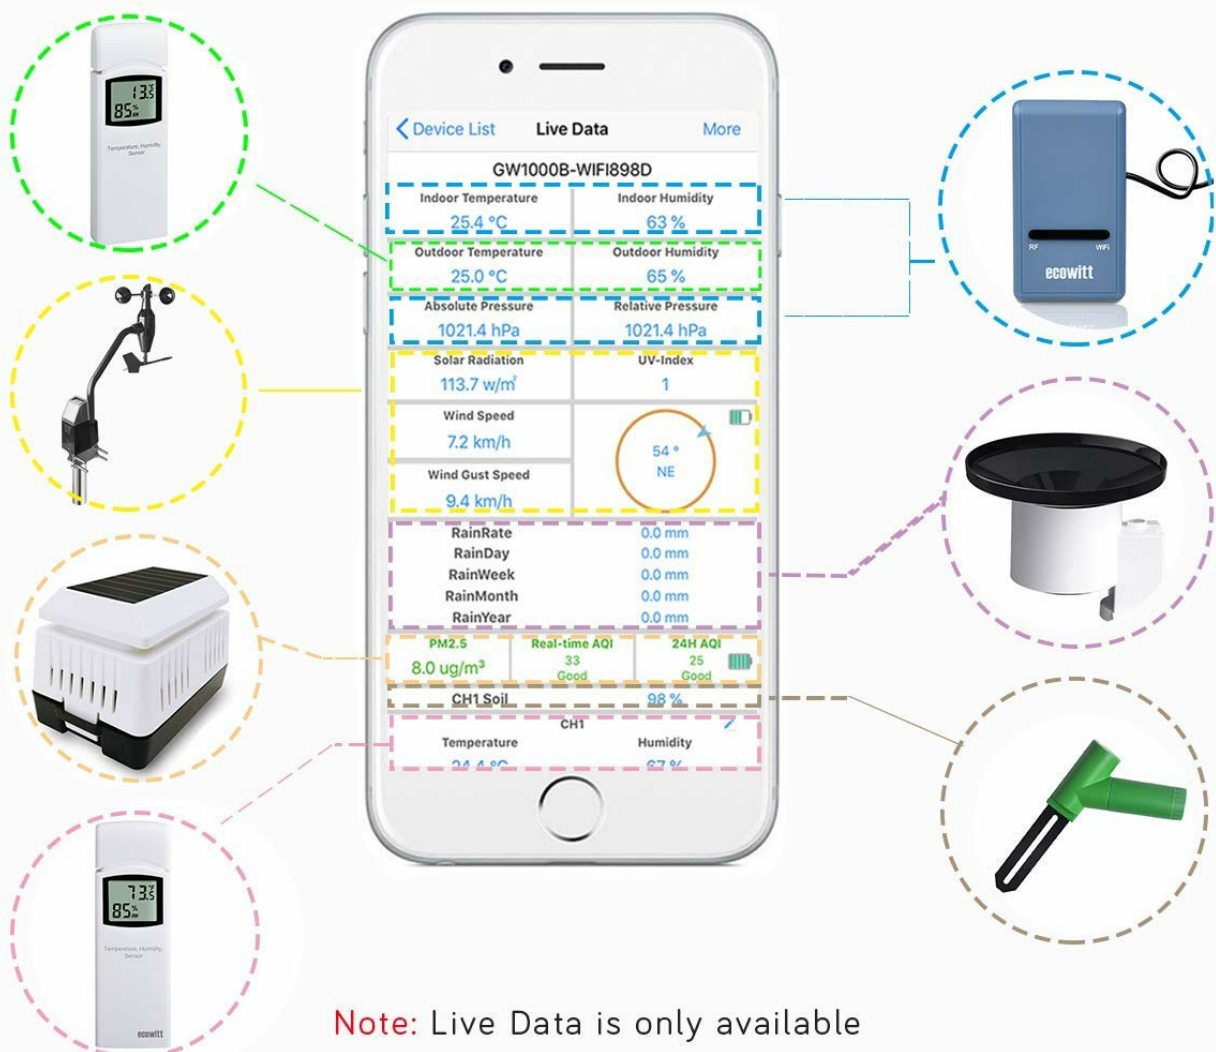 13.5 °C
85%
Temperature, Humidity,
Sensor
Device List Live Data More
GW1000B-WIFI898D
Indoor Temperature Indoor Humidity
25.4 °C 63 %
Outdoor Temperature Outdoor Humidity
25.0 °C 65 %
Absolute Pressure Relative Pressure
1021.4 hPa 1021.4 hPa
Solar Radiation UV-Index
113.7 w/㎡ 1
Wind Speed
7.2 km/h
54 °
NE
Wind Gust Speed
9.4 km/h
RainRate 0.0 mm
RainDay 0.0 mm
RainWeek 0.0 mm
RainMonth 0.0 mm
RainYear 0.0 mm
PM2.5 Real-time AQI 24H AQI
8.0 ug/m³ 33 25
Good Good
CH1 Soil 98 %
CH1
Temperature Humidity
24.4 °C 67 %
RF WiFi
ecowitt
73.5
85%
Temperature, Humidity,
Sensor
ecowitt
Note: Live Data is only available